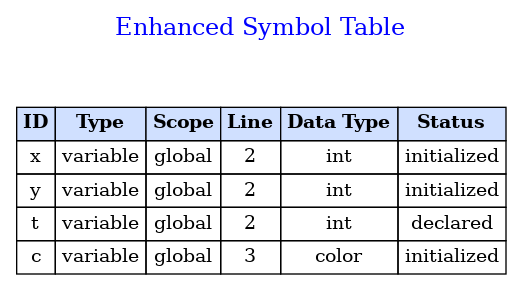 Enhanced Symbol Table
ID Type Scope Line Data Type Status
x variable global 2 int initialized
y variable global 2 int initialized
t variable global 2 int declared
c variable global 3 color initialized